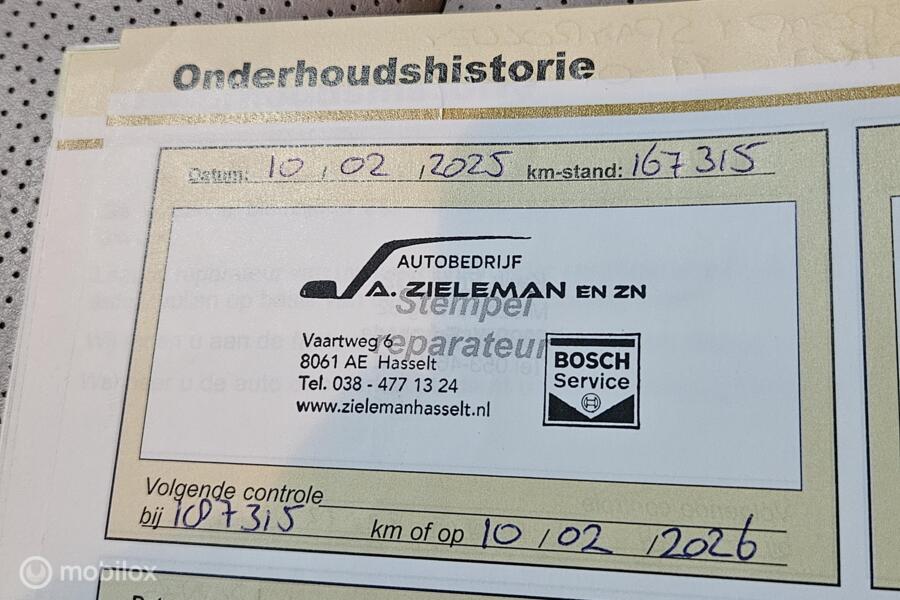 Onderhoudshistorie
Datum: 10 / 02 / 2025 km-stand: 167315
AUTOBEDRIJF
A. ZIELEMAN EN ZN
Stempel
reparateur
Vaartweg 6
8061 AE Hasselt
Tel. 038 - 477 13 24
www.zielemanhasselt.nl
BOSCH
Service
Volgende controle
bij 187315 km of op 10 / 02 / 2026
mobilox